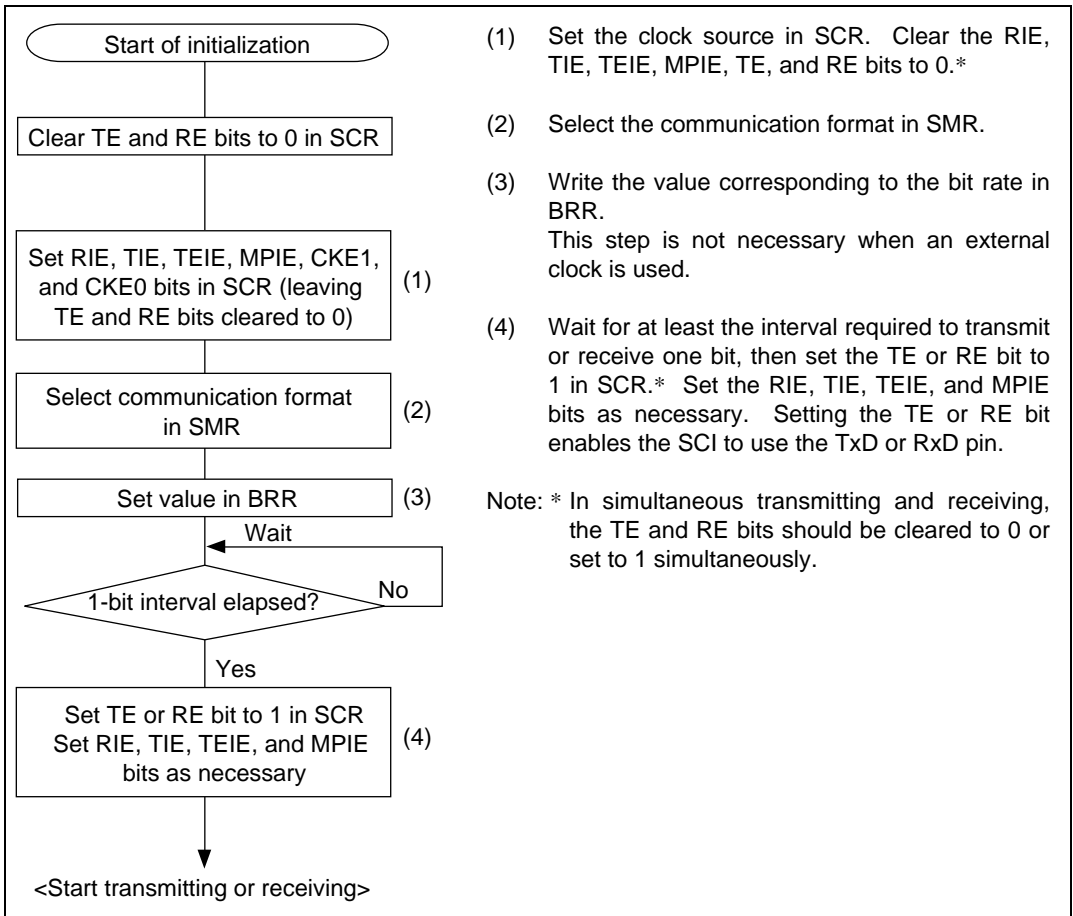 Start of initialization
Clear TE and RE bits to 0 in SCR
Set RIE, TIE, TEIE, MPIE, CKE1,
and CKE0 bits in SCR (leaving
TE and RE bits cleared to 0)
(1)
Select communication format
in SMR
(2)
Set value in BRR
(3)
Wait
1-bit interval elapsed?
No
Yes
Set TE or RE bit to 1 in SCR
Set RIE, TIE, TEIE, and MPIE
bits as necessary
(4)
<Start transmitting or receiving>
(1) Set the clock source in SCR. Clear the RIE,
TIE, TEIE, MPIE, TE, and RE bits to 0.*
(2) Select the communication format in SMR.
(3) Write the value corresponding to the bit rate in
BRR.
This step is not necessary when an external
clock is used.
(4) Wait for at least the interval required to transmit
or receive one bit, then set the TE or RE bit to
1 in SCR.* Set the RIE, TIE, TEIE, and MPIE
bits as necessary. Setting the TE or RE bit
enables the SCI to use the TxD or RxD pin.
Note: * In simultaneous transmitting and receiving,
the TE and RE bits should be cleared to 0 or
set to 1 simultaneously.